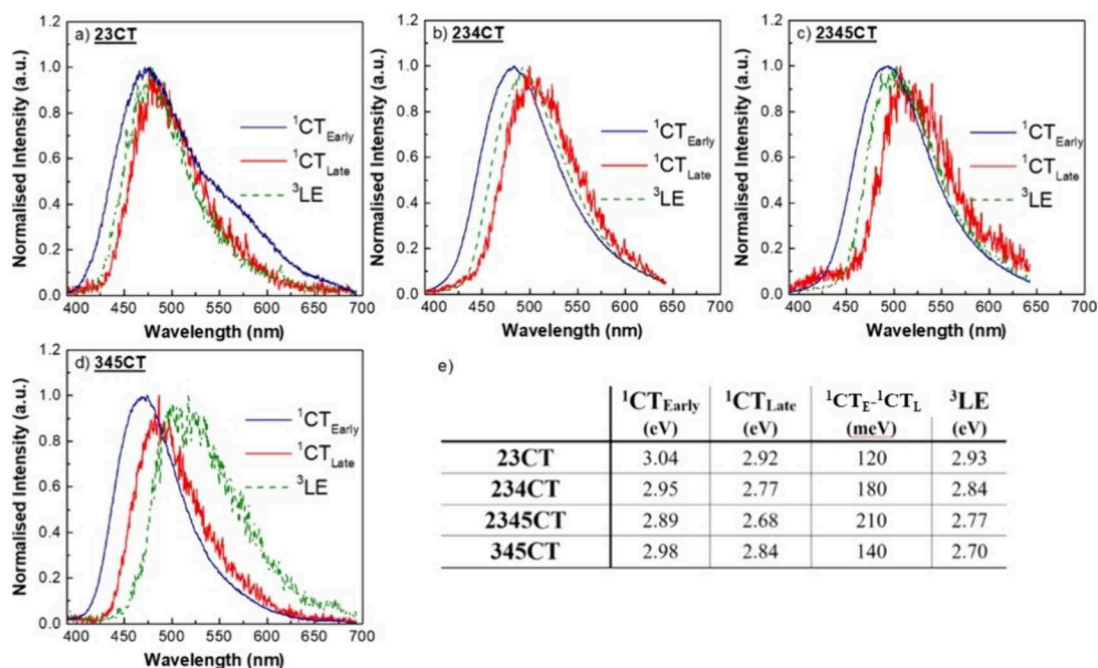 a) 23CT
Normalised Intensity (a.u.)
1.2
1.0
0.8
0.6
0.4
0.2
0.0
¹CT_Early
¹CT_Late
³LE
400 450 500 550 600 650 700
Wavelength (nm)
b) 234CT
Normalised Intensity (a.u.)
1.2
1.0
0.8
0.6
0.4
0.2
0.0
¹CT_Early
¹CT_Late
³LE
400 450 500 550 600 650 700
Wavelength (nm)
c) 2345CT
Normalised Intensity (a.u.)
1.2
1.0
0.8
0.6
0.4
0.2
0.0
¹CT_Early
¹CT_Late
³LE
400 450 500 550 600 650 700
Wavelength (nm)
d) 345CT
Normalised Intensity (a.u.)
1.2
1.0
0.8
0.6
0.4
0.2
0.0
¹CT_Early
¹CT_Late
³LE
400 450 500 550 600 650 700
Wavelength (nm)
e)
¹CT_Early ¹CT_Late ¹CT_E-¹CT_L ³LE
(eV) (eV) (meV) (eV)
23CT 3.04 2.92 120 2.93
234CT 2.95 2.77 180 2.84
2345CT 2.89 2.68 210 2.77
345CT 2.98 2.84 140 2.70